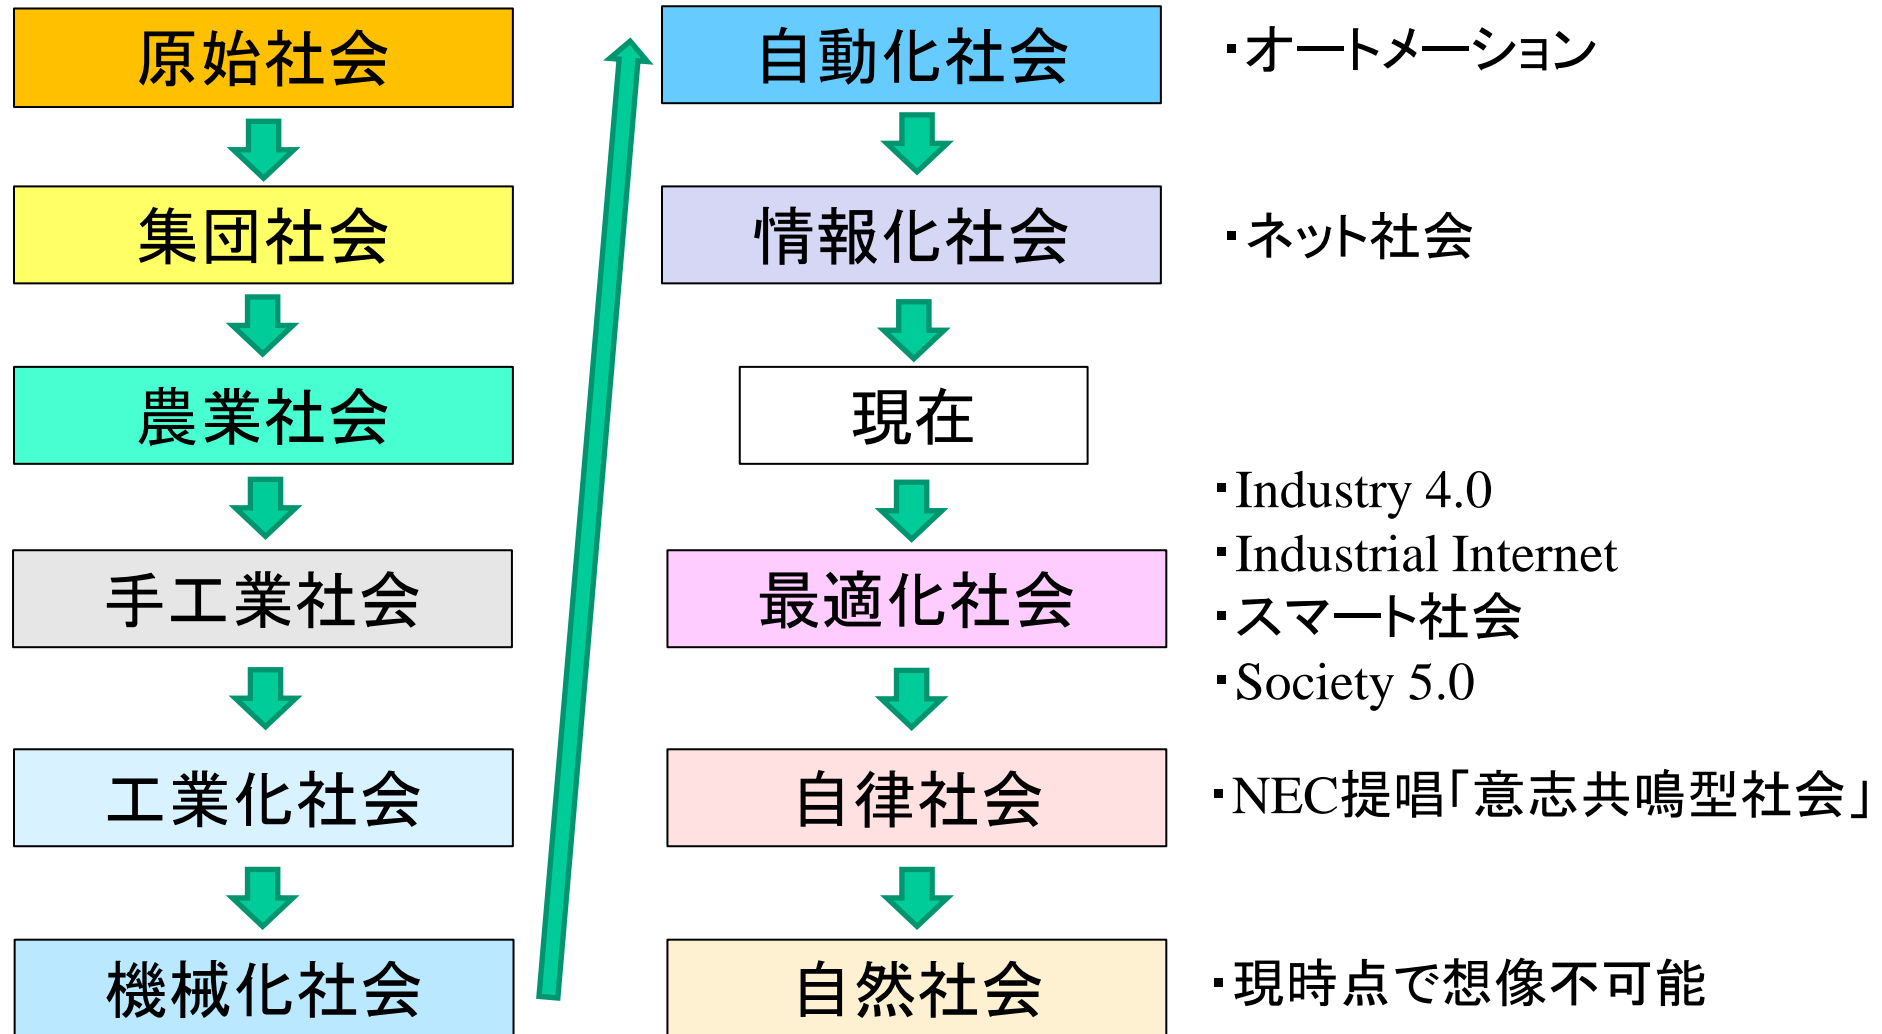 原始社会
集団社会
農業社会
手工業社会
工業化社会
機械化社会
自動化社会
・オートメーション
情報化社会
・ネット社会
現在
最適化社会
・Industry 4.0
・Industrial Internet
・スマート社会
・Society 5.0
自律社会
・NEC提唱「意志共鳴型社会」
自然社会
・現時点で想像不可能